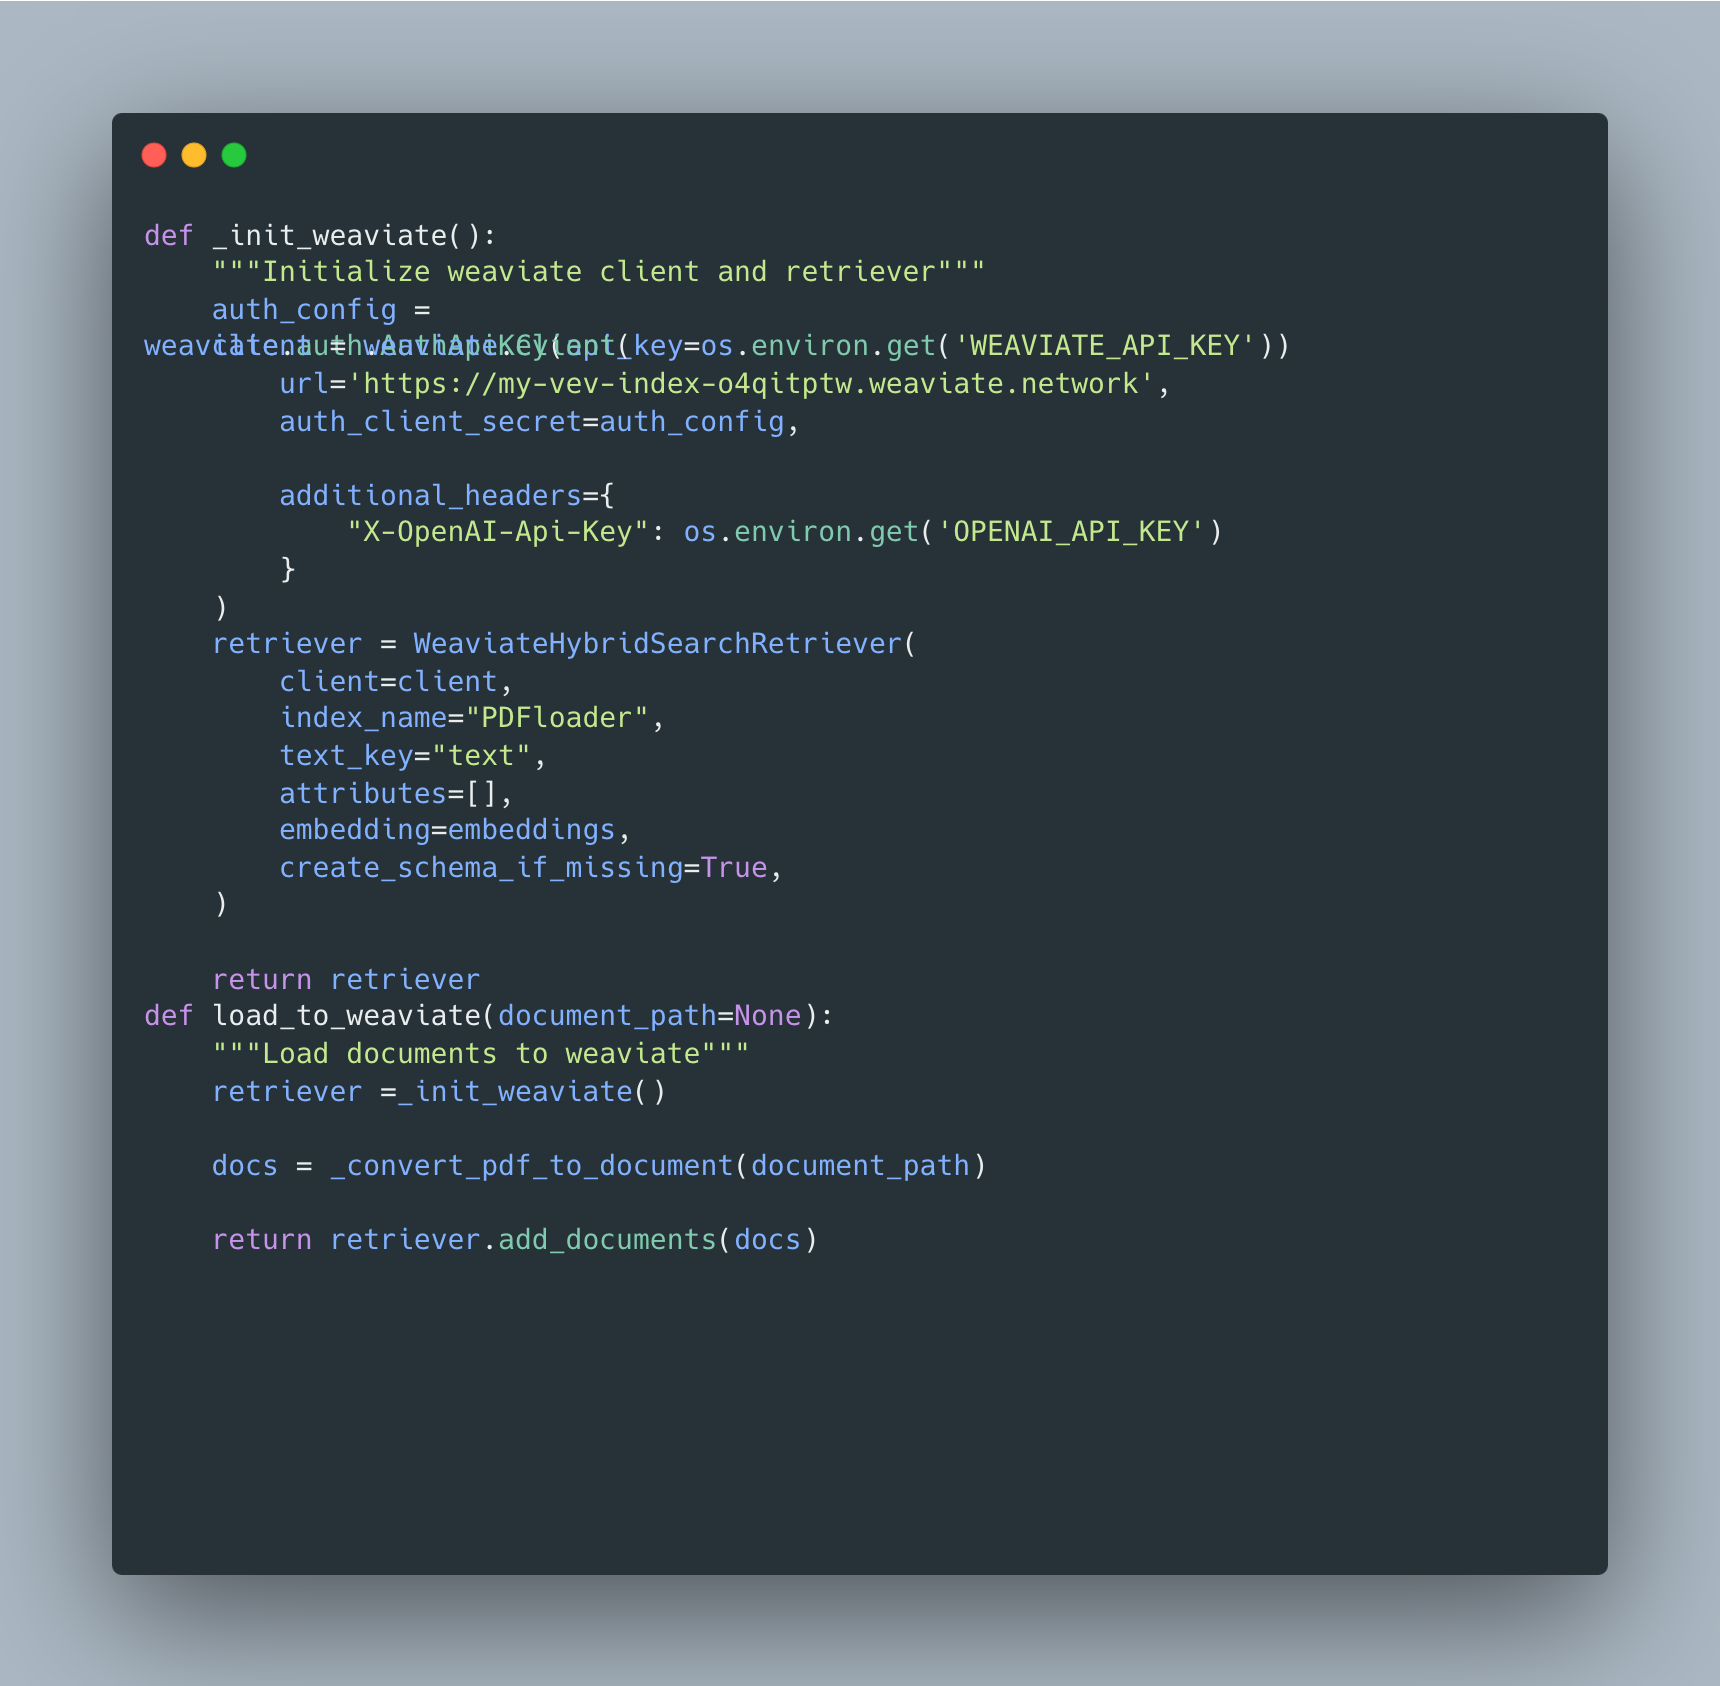 def _init_weaviate():
    """Initialize weaviate client and retriever"""
    auth_config =
weaviate.auth.AuthApiKey(api_key=os.environ.get('WEAVIATE_API_KEY'))
    client = weaviate.Client(
        url='https://my-vev-index-o4qitptw.weaviate.network',
        auth_client_secret=auth_config,
        additional_headers={
            "X-OpenAI-Api-Key": os.environ.get('OPENAI_API_KEY')
        }
    )
    retriever = WeaviateHybridSearchRetriever(
        client=client,
        index_name="PDFloader",
        text_key="text",
        attributes=[],
        embedding=embeddings,
        create_schema_if_missing=True,
    )
    return retriever
def load_to_weaviate(document_path=None):
    """Load documents to weaviate"""
    retriever =_init_weaviate()
    docs = _convert_pdf_to_document(document_path)
    return retriever.add_documents(docs)